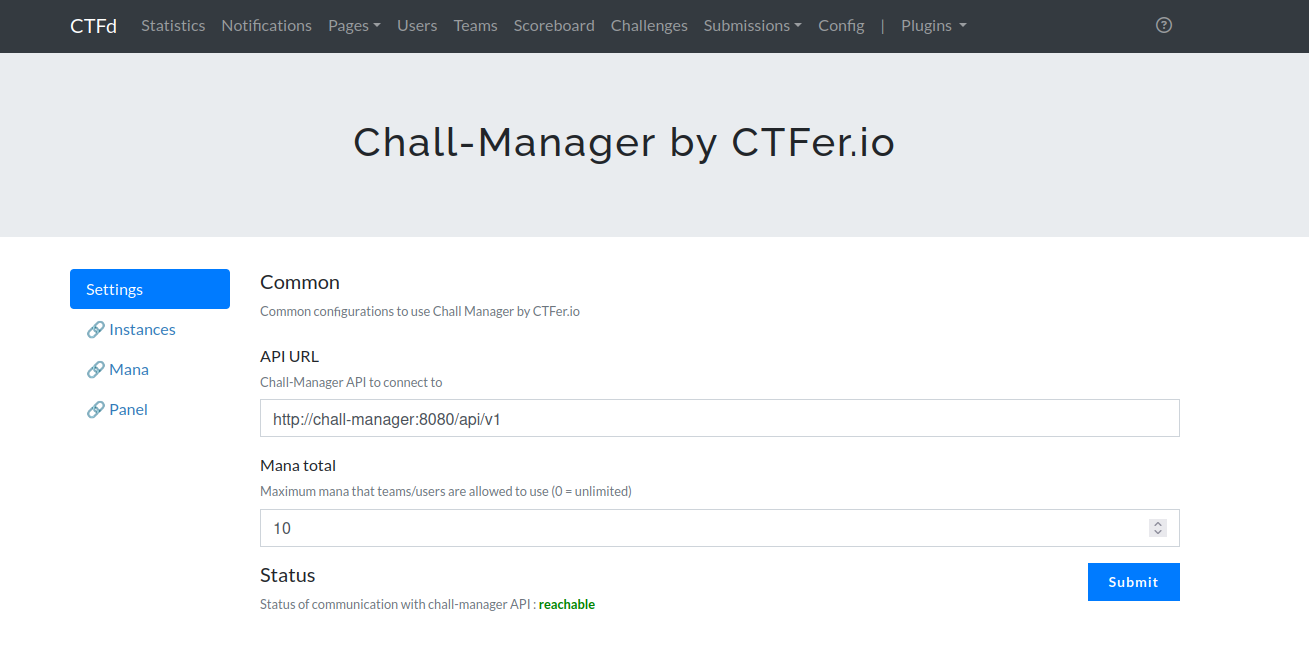 CTFd Statistics Notifications Pages Users Teams Scoreboard Challenges Submissions Config | Plugins
Chall-Manager by CTFer.io
Settings
Instances
Mana
Panel
Common
Common configurations to use Chall Manager by CTFer.io
API URL
Chall-Manager API to connect to
http://chall-manager:8080/api/v1
Mana total
Maximum mana that teams/users are allowed to use (0 = unlimited)
10
Status
Submit
Status of communication with chall-manager API : reachable